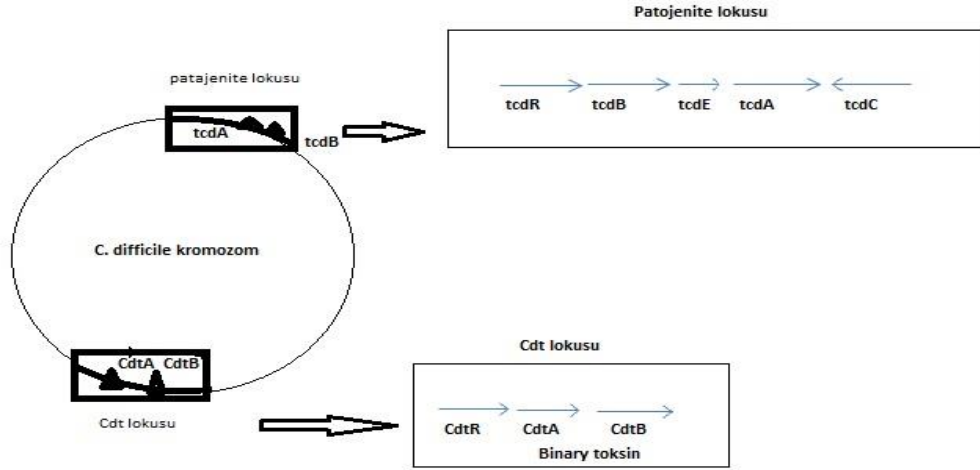 Patojenite lokusu
patajenite lokusu
tcdR tcdB tcdE tcdA tcdC
tcdA
tcdB
C. difficile kromozom
Cdt lokusu
CdtA CdtB
Cdt lokusu
CdtR CdtA CdtB
Binary toksin